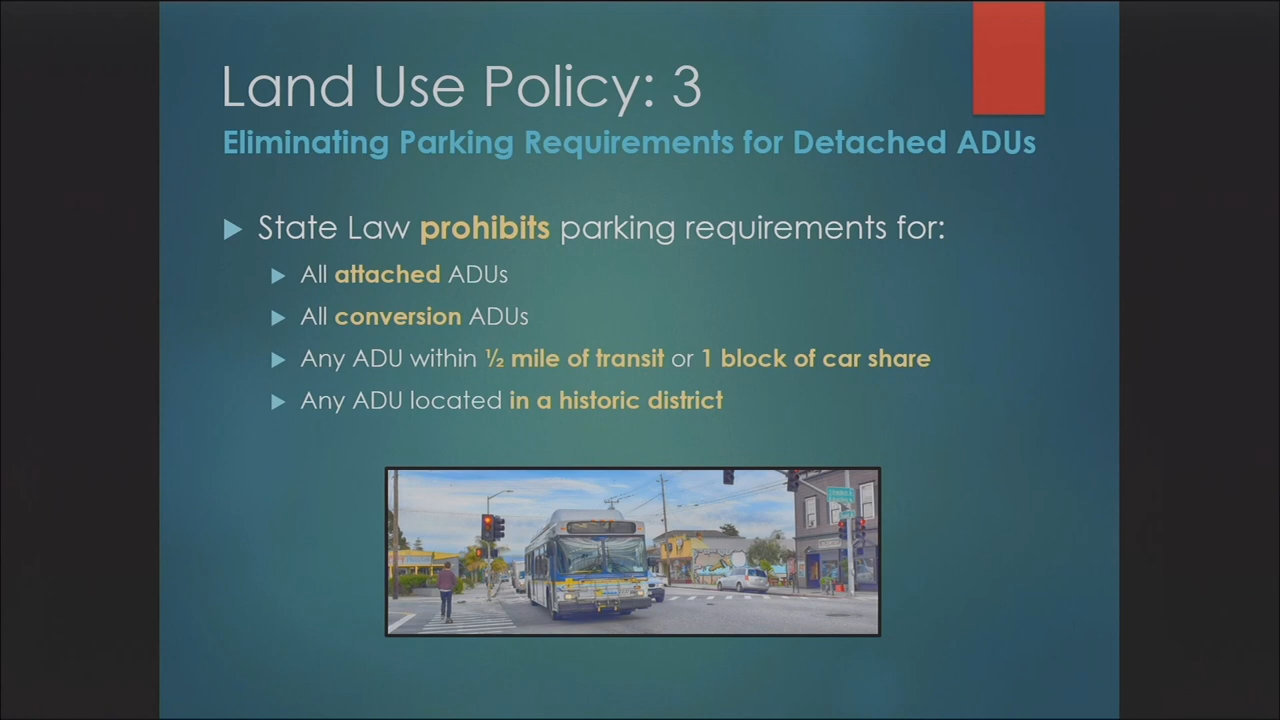 Land Use Policy: 3
Eliminating Parking Requirements for Detached ADUs
State Law prohibits parking requirements for:
All attached ADUs
All conversion ADUs
Any ADU within ½ mile of transit or 1 block of car share
Any ADU located in a historic district